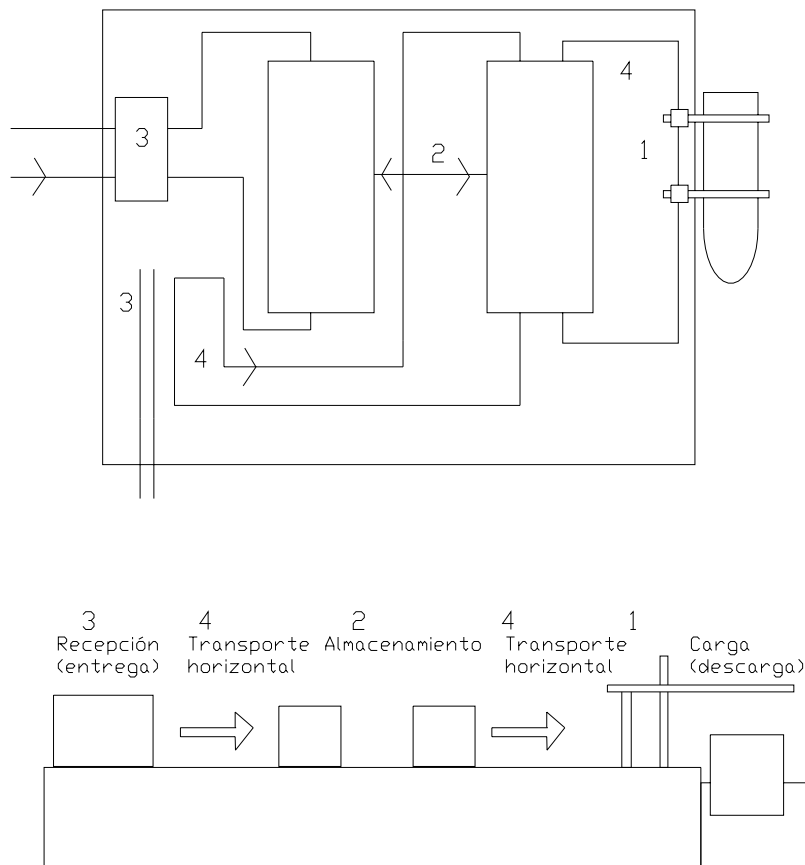 4
3
2
1
3
4
3 4 2 4 1
Recepción Transporte Almacenamiento Transporte Carga
(entrega) horizontal horizontal (descarga)